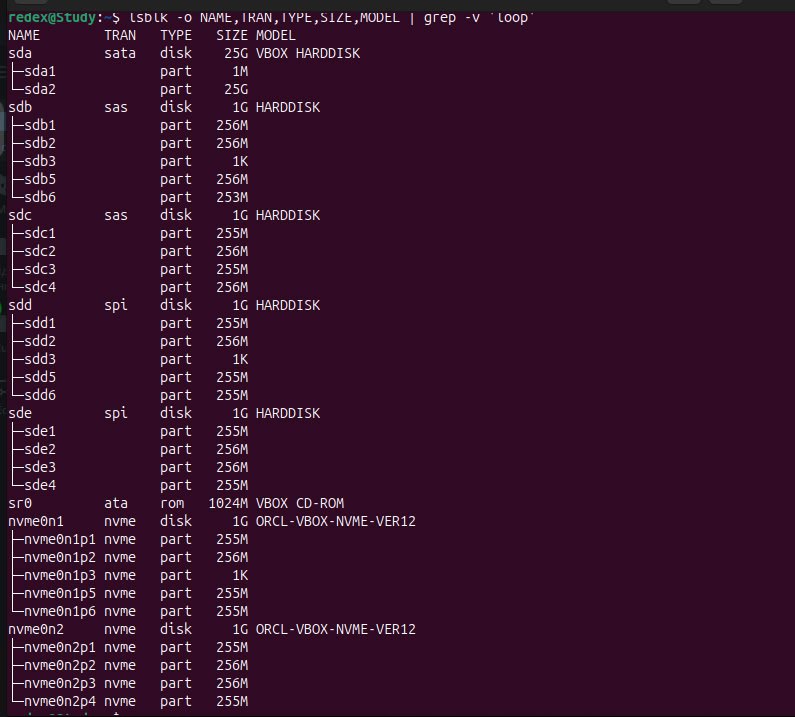 redex@Study:~$ lsblk -o NAME,TRAN,TYPE,SIZE,MODEL | grep -v 'loop'
NAME        TRAN   TYPE   SIZE MODEL
sda         sata   disk    25G VBOX HARDDISK
├─sda1             part     1M
└─sda2             part    25G
sdb         sas    disk     1G HARDDISK
├─sdb1             part   256M
├─sdb2             part   256M
├─sdb3             part     1K
├─sdb5             part   256M
└─sdb6             part   253M
sdc         sas    disk     1G HARDDISK
├─sdc1             part   255M
├─sdc2             part   256M
├─sdc3             part   255M
└─sdc4             part   256M
sdd         spi    disk     1G HARDDISK
├─sdd1             part   255M
├─sdd2             part   256M
├─sdd3             part     1K
├─sdd5             part   255M
└─sdd6             part   255M
sde         spi    disk     1G HARDDISK
├─sde1             part   255M
├─sde2             part   256M
├─sde3             part   256M
└─sde4             part   255M
sr0         ata    rom   1024M VBOX CD-ROM
nvme0n1     nvme   disk     1G ORCL-VBOX-NVME-VER12
├─nvme0n1p1 nvme   part   255M
├─nvme0n1p2 nvme   part   256M
├─nvme0n1p3 nvme   part     1K
├─nvme0n1p5 nvme   part   255M
└─nvme0n1p6 nvme   part   255M
nvme0n2     nvme   disk     1G ORCL-VBOX-NVME-VER12
├─nvme0n2p1 nvme   part   255M
├─nvme0n2p2 nvme   part   256M
├─nvme0n2p3 nvme   part   256M
└─nvme0n2p4 nvme   part   255M